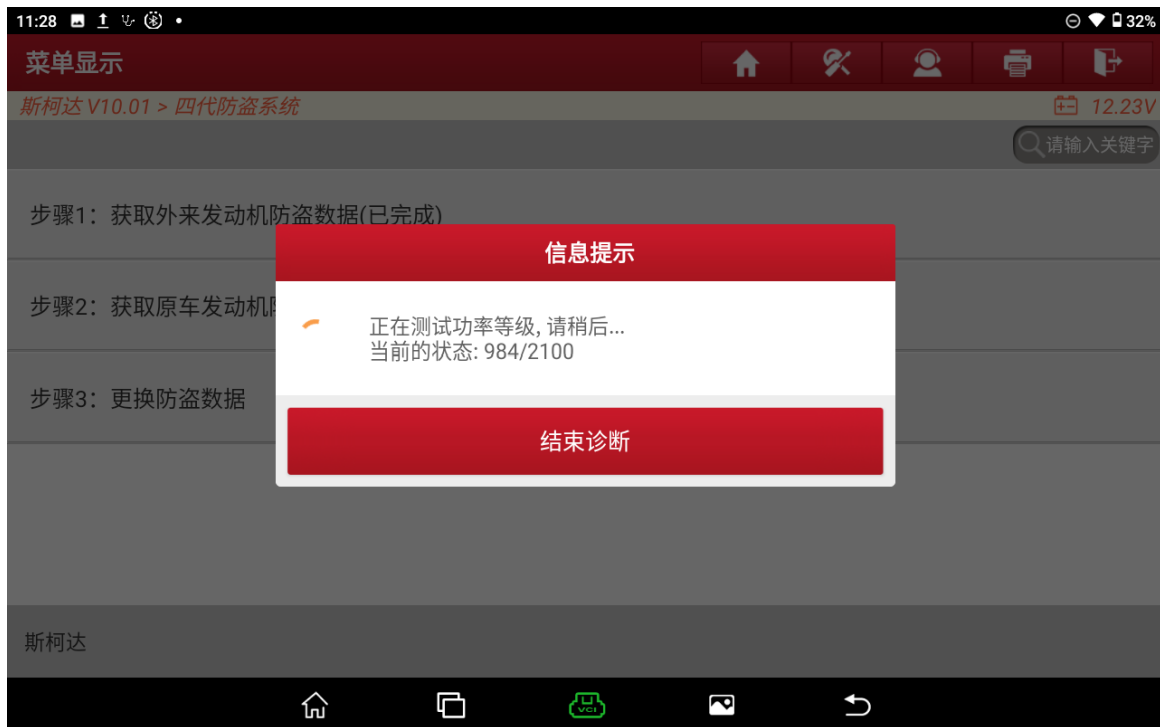 11:28
32%
菜单显示
斯柯达 V10.01 > 四代防盗系统
12.23V
请输入关键字
步骤1：获取外来发动机防盗数据(已完成)
信息提示
步骤2：获取原车发动机
正在测试功率等级, 请稍后...
当前的状态: 984/2100
步骤3：更换防盗数据
结束诊断
斯柯达
VCI